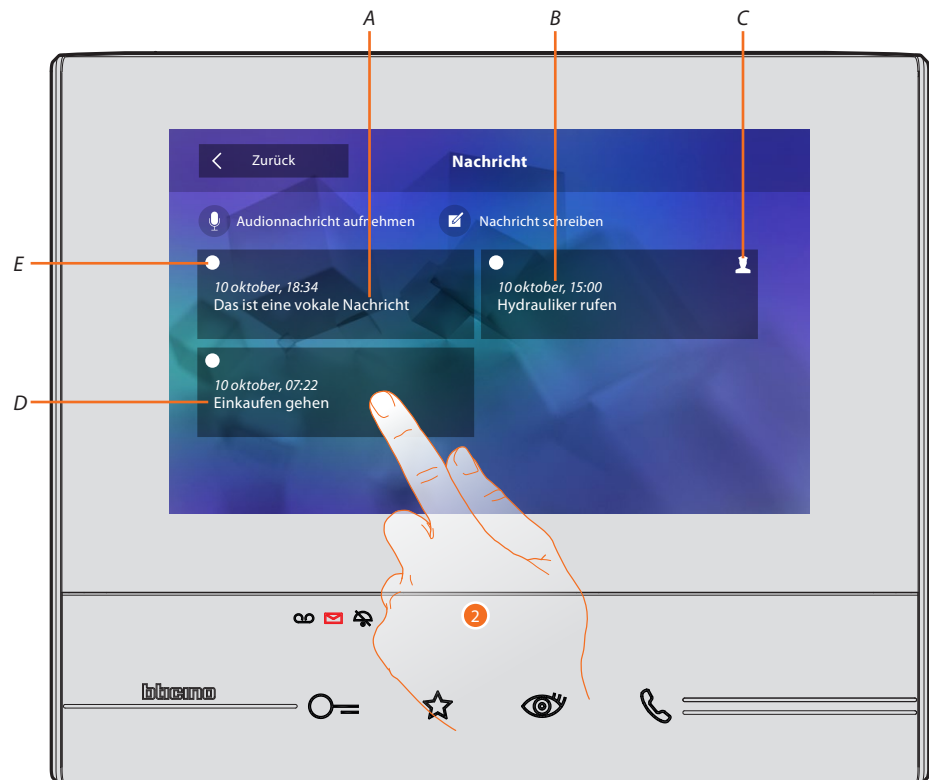 A B C
Zurück Nachricht
Audionnachricht aufnehmen Nachricht schreiben
E
10 oktober, 18:34
Das ist eine vokale Nachricht
10 oktober, 15:00
Hydrauliker rufen
10 oktober, 07:22
D Einkaufen gehen
2
bticino